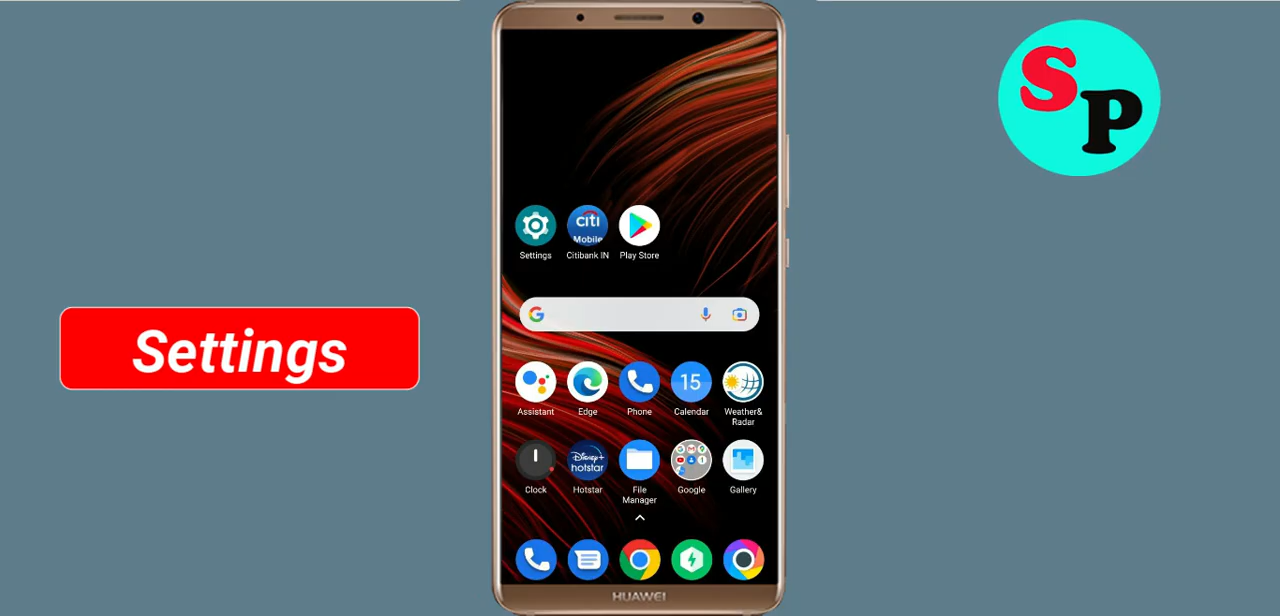 SP
Settings
citi
Mobile
Settings
Citibank IN
Play Store
G
15
Assistant
Edge
Phone
Calendar
Weather&
Radar
Disney+
hotstar
Clock
Hotstar
File
Manager
Google
Gallery
HUAWEI